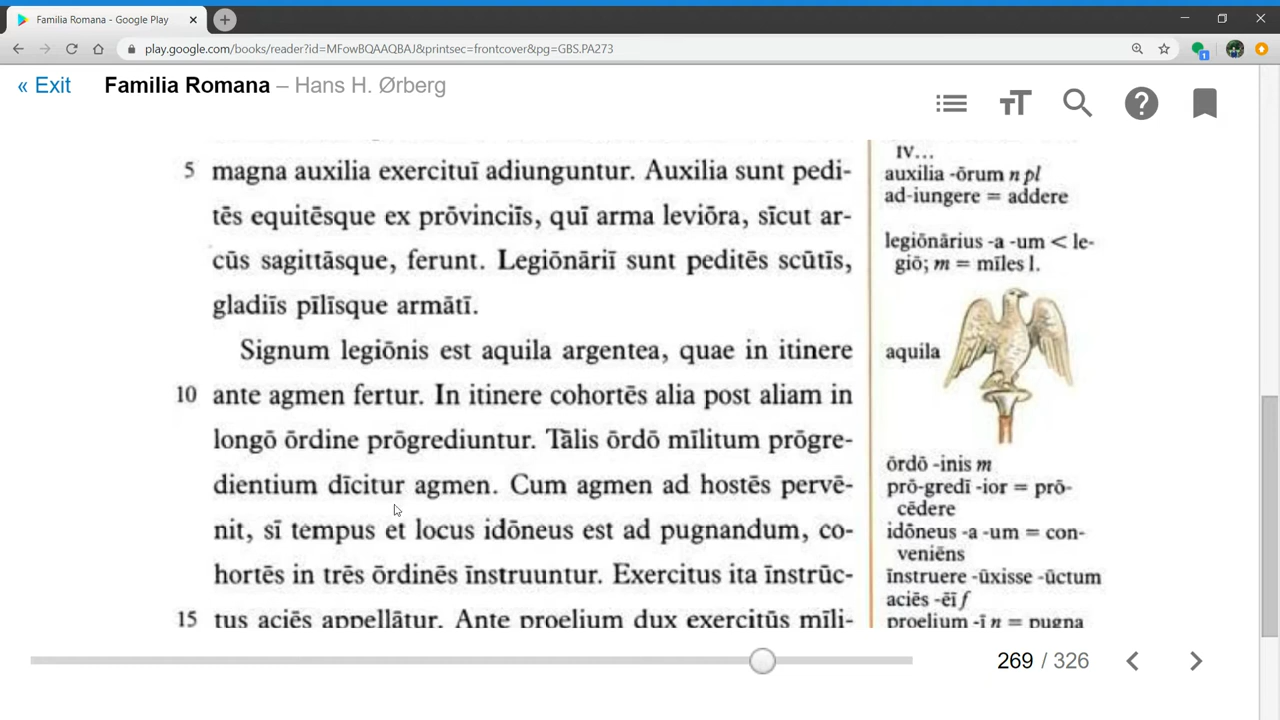 Familia Romana - Google Play
play.google.com/books/reader?id=MFowBQAAQBAJ&printsec=frontcover&pg=GBS.PA273
1
« Exit
Familia Romana – Hans H. Ørberg
5 magna auxilia exercituī adiunguntur. Auxilia sunt pedi-
tēs equitēsque ex prōvinciīs, quī arma leviōra, sīcut ar-
cūs sagittāsque, ferunt. Legiōnāriī sunt peditēs scūtīs,
gladiīs pīlīsque armātī.
Signum legiōnis est aquila argentea, quae in itinere
10 ante agmen fertur. In itinere cohortēs alia post aliam in
longō ōrdine prōgrediuntur. Tālis ōrdō mīlitum prōgre-
dientium dīcitur agmen. Cum agmen ad hostēs pervē-
nit, sī tempus et locus idōneus est ad pugnandum, co-
hortēs in trēs ōrdinēs īnstruuntur. Exercitus ita īnstrūc-
15 tus aciēs appellātur. Ante proelium dux exercitūs mīli-
IV...
auxilia -ōrum n pl
ad-iungere = addere
legiōnārius -a -um < le-
giō; m = mīles l.
aquila
ōrdō -inis m
prō-gredī -ior = prō-
cēdere
idōneus -a -um = con-
veniēns
īnstruere -ūxisse -ūctum
aciēs -ēī f
proelium -ī n = pugna
269 / 326